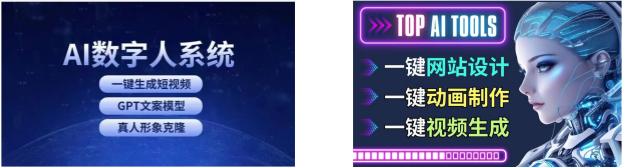 AI数字人系统
一键生成短视频
GPT文案模型
真人形象克隆
TOP AI TOOLS
一键网站设计
一键动画制作
一键视频生成